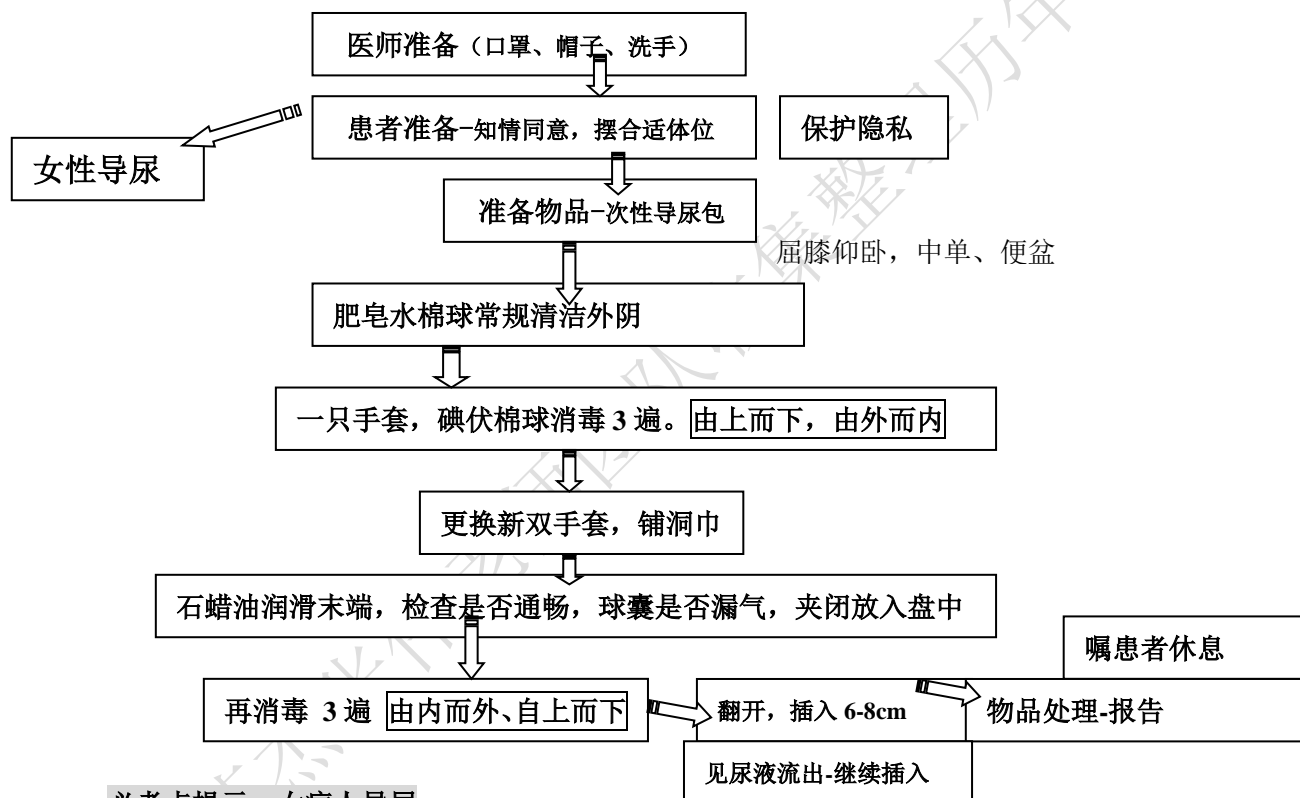 医师准备（口罩、帽子、洗手）
患者准备-知情同意，摆合适体位
保护隐私
女性导尿
准备物品-次性导尿包
屈膝仰卧，中单、便盆
肥皂水棉球常规清洁外阴
一只手套，碘伏棉球消毒 3 遍。由上而下，由外而内
更换新双手套，铺洞巾
石蜡油润滑末端，检查是否通畅，球囊是否漏气，夹闭放入盘中
嘱患者休息
再消毒 3 遍 由内而外、自上而下
翻开，插入 6-8cm
物品处理-报告
见尿液流出-继续插入